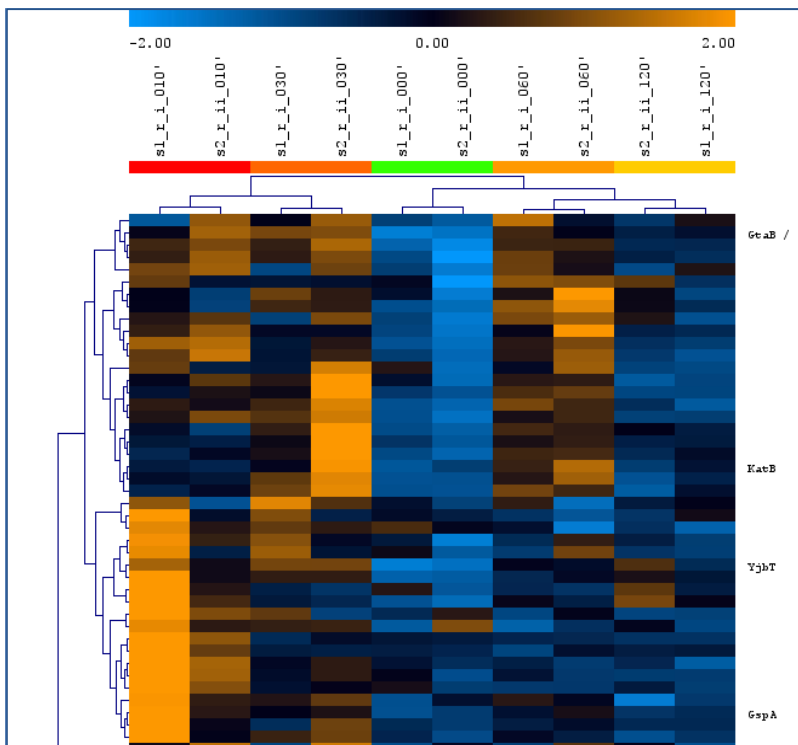 -2.00 0.00 2.00
s1_r_i_010'
s2_r_ii_010'
s1_r_i_030'
s2_r_ii_030'
s1_r_i_000'
s2_r_ii_000'
s1_r_i_060'
s2_r_ii_060'
s2_r_ii_120'
s1_r_i_120'
GtaB /
KatB
YjbT
GspA